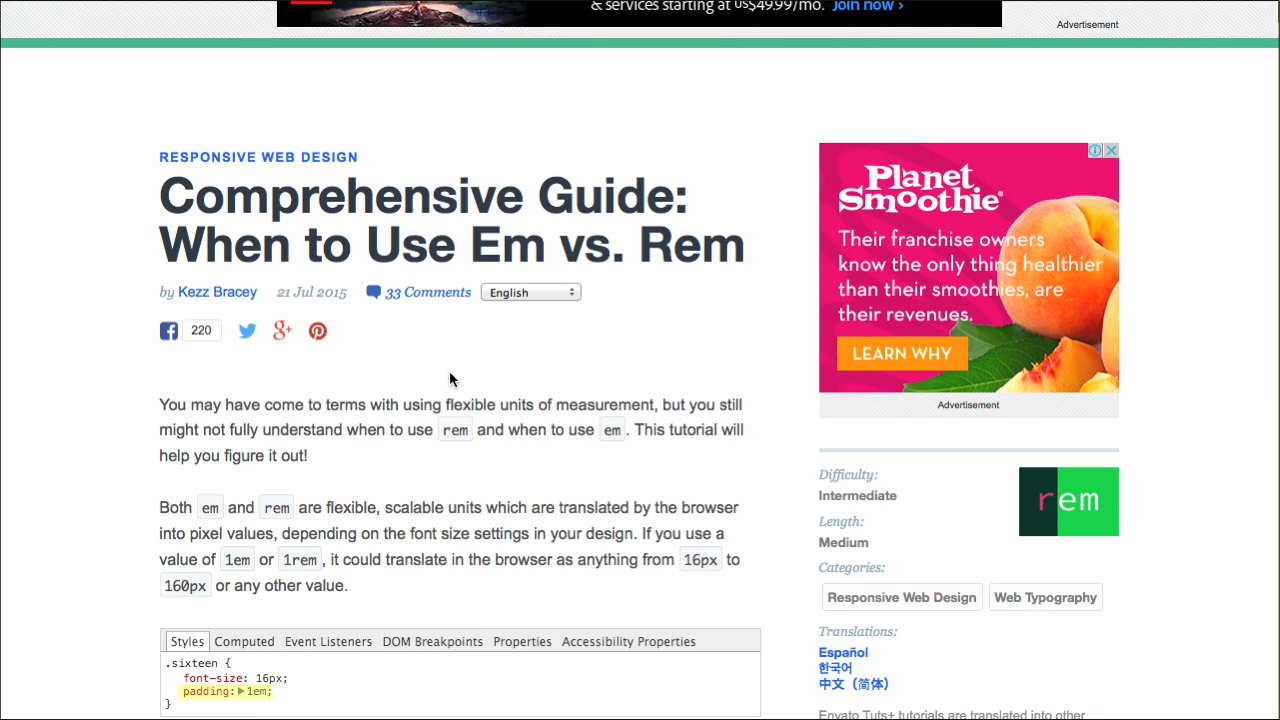 & services starting at US$49.99/mo. Join now ›
Advertisement
RESPONSIVE WEB DESIGN
Comprehensive Guide:
When to Use Em vs. Rem
by Kezz Bracey 21 Jul 2015 33 Comments English
220
You may have come to terms with using flexible units of measurement, but you still
might not fully understand when to use rem and when to use em. This tutorial will
help you figure it out!
Both em and rem are flexible, scalable units which are translated by the browser
into pixel values, depending on the font size settings in your design. If you use a
value of 1em or 1rem, it could translate in the browser as anything from 16px to
160px or any other value.
Styles Computed Event Listeners DOM Breakpoints Properties Accessibility Properties
.sixteen {
font-size: 16px;
padding: 1em;
}
Planet
Smoothie®
Their franchise owners
know the only thing healthier
than their smoothies, are
their revenues.
LEARN WHY
Advertisement
Difficulty:
Intermediate
Length:
Medium
Categories:
Responsive Web Design Web Typography
rem
Translations:
Español
한국어
中文（简体）
Envato Tuts+ tutorials are translated into other